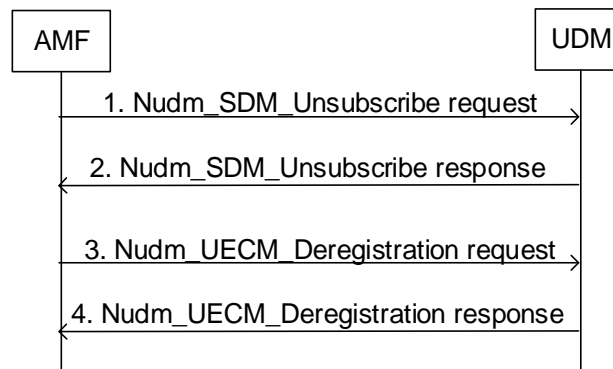 AMF
UDM
1. Nudm_SDM_Unsubscribe request
2. Nudm_SDM_Unsubscribe response
3. Nudm_UECM_Deregistration request
4. Nudm_UECM_Deregistration response